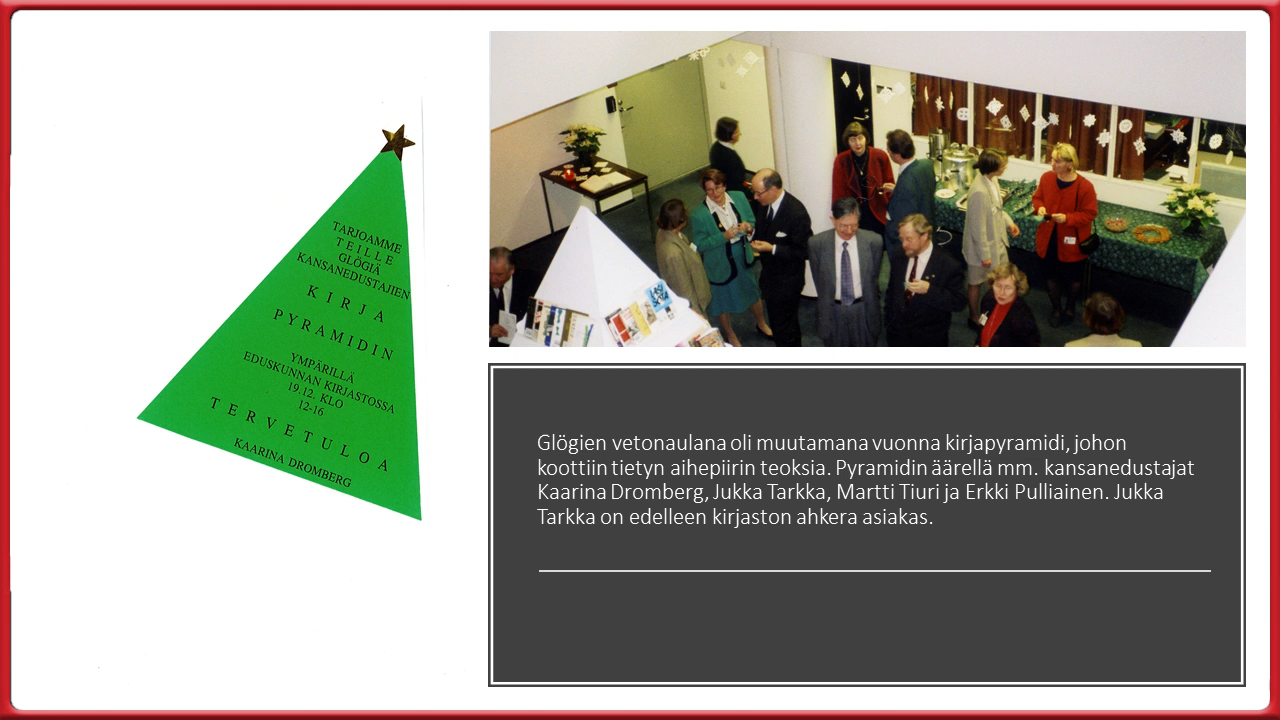 TARJOAMME
TEILLE
GLÖGIÄ
KANSANEDUSTAJIEN
KIRJA
PYRAMIDIN
YMPÄRILLÄ
EDUSKUNNAN KIRJASTOSSA
19.12. KLO
12-16
TERVETULOA
KAARINA DROMBERG
Glögien vetonaulana oli muutamana vuonna kirjapyramidi, johon
koottiin tietyn aihepiirin teoksia. Pyramidin äärellä mm. kansanedustajat
Kaarina Dromberg, Jukka Tarkka, Martti Tiuri ja Erkki Pulliainen. Jukka
Tarkka on edelleen kirjaston ahkera asiakas.